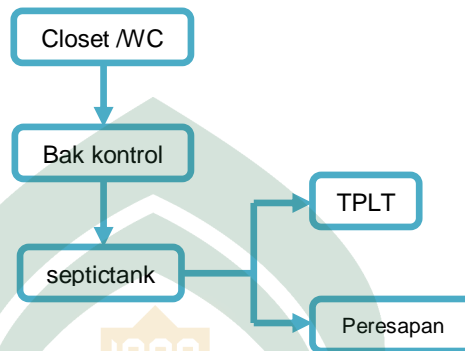 Closet /WC
Bak kontrol
TPLT
septictank
Peresapan